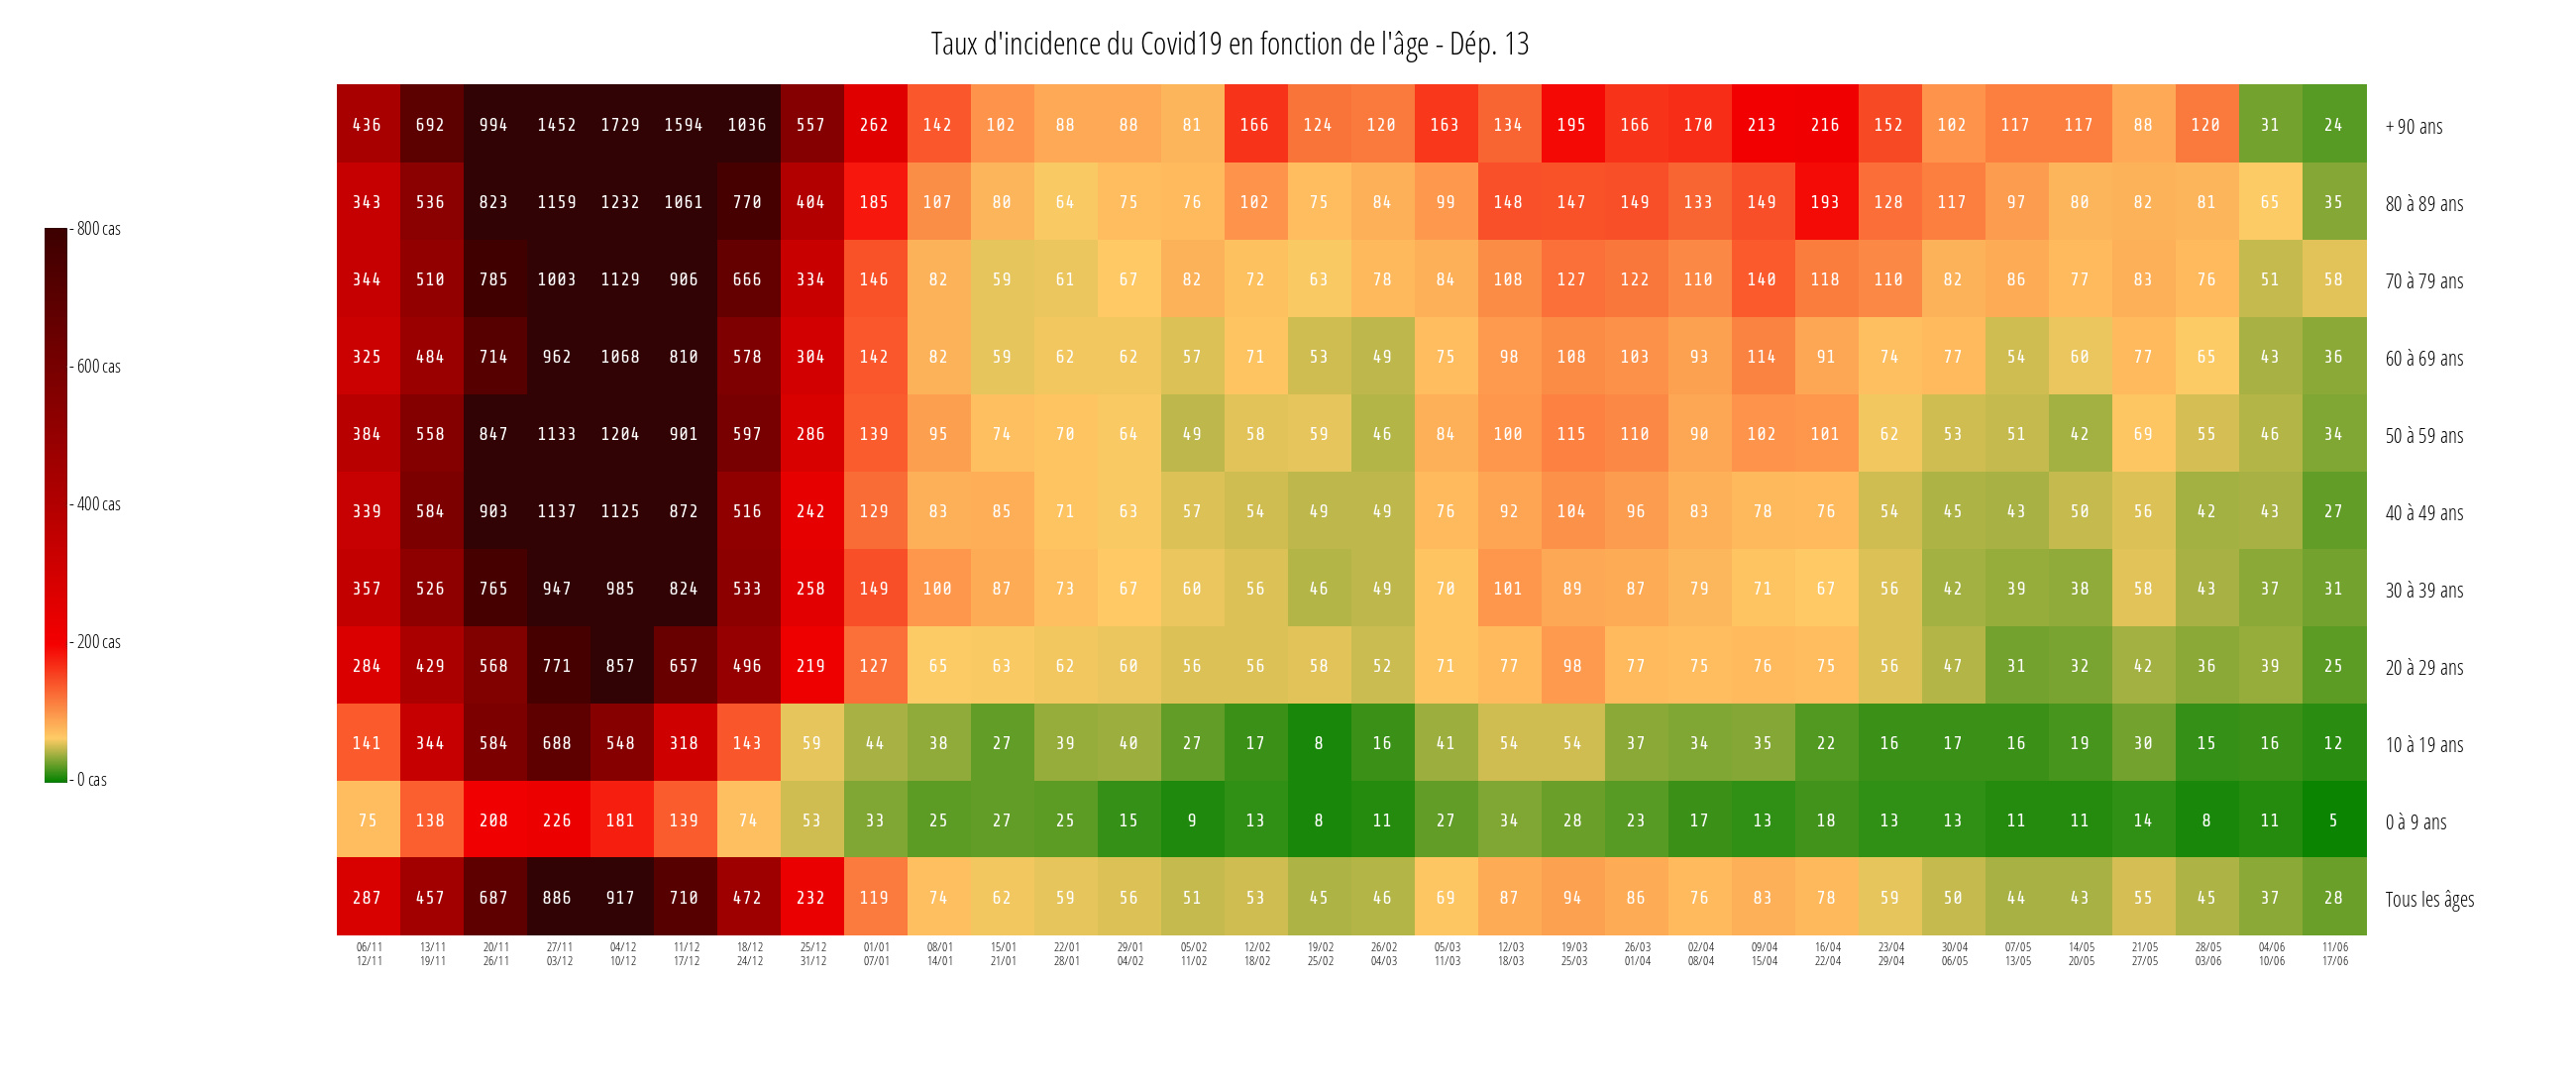 Taux d'incidence du Covid19 en fonction de l'âge - Dép. 13
- 800 cas
- 600 cas
- 400 cas
- 200 cas
- 0 cas
436 692 994 1452 1729 1594 1036 557 262 142 102 88 88 81 166 124 120 163 134 195 166 170 213 216 152 102 117 117 88 120 31 24 + 90 ans
343 536 823 1159 1232 1061 770 404 185 107 80 64 75 76 102 75 84 99 148 147 149 133 149 193 128 117 97 80 82 81 65 35 80 à 89 ans
344 510 785 1003 1129 906 666 334 146 82 59 61 67 82 72 63 78 84 108 127 122 110 140 118 110 82 86 77 83 76 51 58 70 à 79 ans
325 484 714 962 1068 810 578 304 142 82 59 62 62 57 71 53 49 75 98 108 103 93 114 91 74 77 54 60 77 65 43 36 60 à 69 ans
384 558 847 1133 1204 901 597 286 139 95 74 70 64 49 58 59 46 84 100 115 110 90 102 101 62 53 51 42 69 55 46 34 50 à 59 ans
339 584 903 1137 1125 872 516 242 129 83 85 71 63 57 54 49 49 76 92 104 96 83 78 76 54 45 43 50 56 42 43 27 40 à 49 ans
357 526 765 947 985 824 533 258 149 100 87 73 67 60 56 46 49 70 101 89 87 79 71 67 56 42 39 38 58 43 37 31 30 à 39 ans
284 429 568 771 857 657 496 219 127 65 63 62 60 56 56 58 52 71 77 98 77 75 76 75 56 47 31 32 42 36 39 25 20 à 29 ans
141 344 584 688 548 318 143 59 44 38 27 39 40 27 17 8 16 41 54 54 37 34 35 22 16 17 16 19 30 15 16 12 10 à 19 ans
75 138 208 226 181 139 74 53 33 25 27 25 15 9 13 8 11 27 34 28 23 17 13 18 13 13 11 11 14 8 11 5 0 à 9 ans
287 457 687 886 917 710 472 232 119 74 62 59 56 51 53 45 46 69 87 94 86 76 83 78 59 50 44 43 55 45 37 28 Tous les âges
06/11 13/11 20/11 27/11 04/12 11/12 18/12 25/12 01/01 08/01 15/01 22/01 29/01 05/02 12/02 19/02 26/02 05/03 12/03 19/03 26/03 02/04 09/04 16/04 23/04 30/04 07/05 14/05 21/05 28/05 04/06 11/06
12/11 19/11 26/11 03/12 10/12 17/12 24/12 31/12 07/01 14/01 21/01 28/01 04/02 11/02 18/02 25/02 04/03 11/03 18/03 25/03 01/04 08/04 15/04 22/04 29/04 06/05 13/05 20/05 27/05 03/06 10/06 17/06